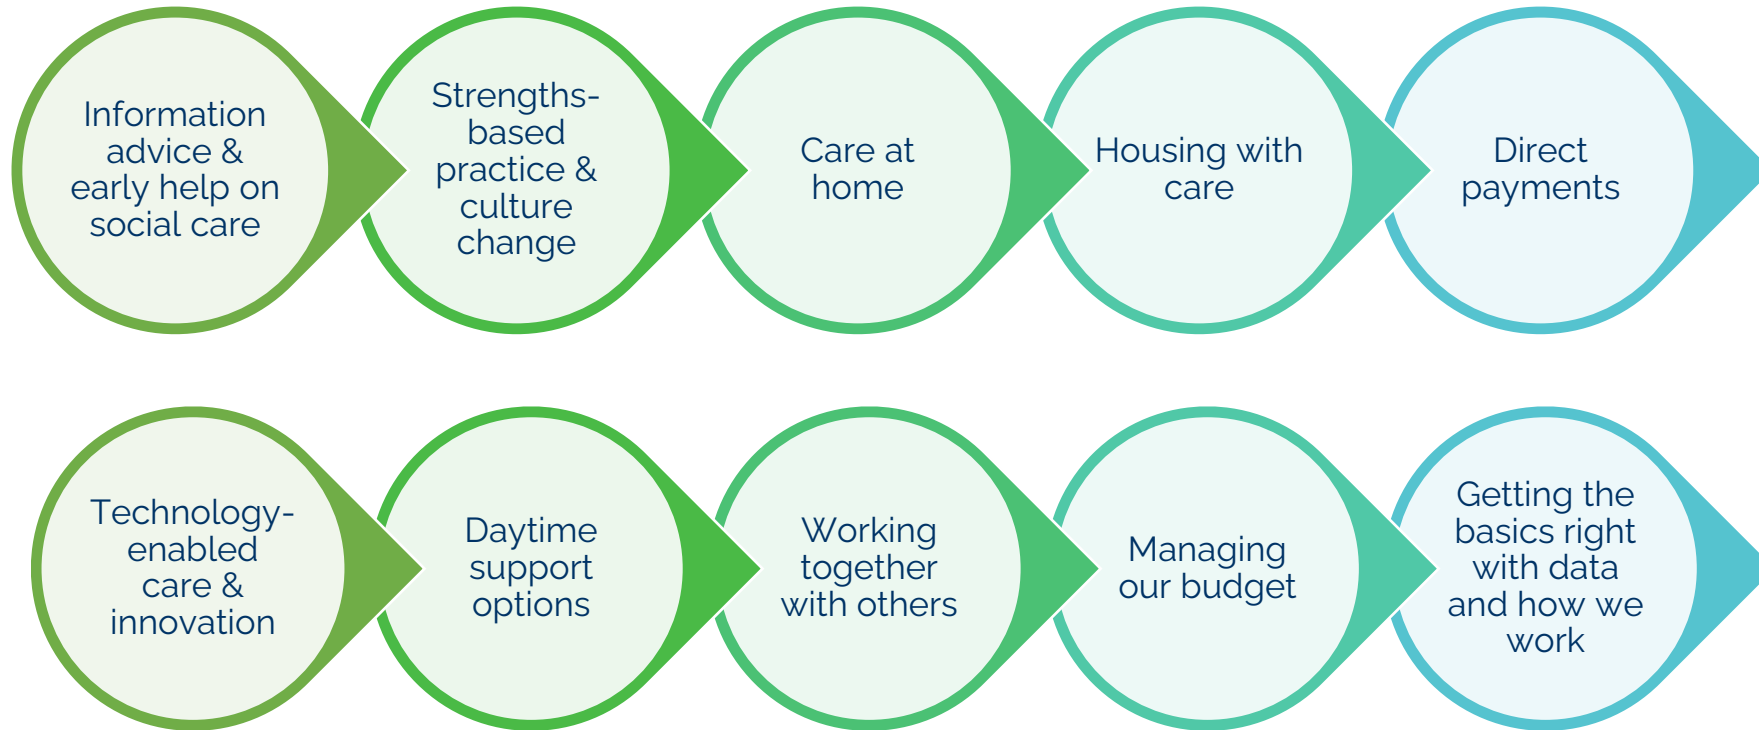 Information
advice &
early help on
social care
Strengths-
based
practice &
culture
change
Care at
home
Housing with
care
Direct
payments
Technology-
enabled
care &
innovation
Daytime
support
options
Working
together
with others
Managing
our budget
Getting the
basics right
with data
and how we
work